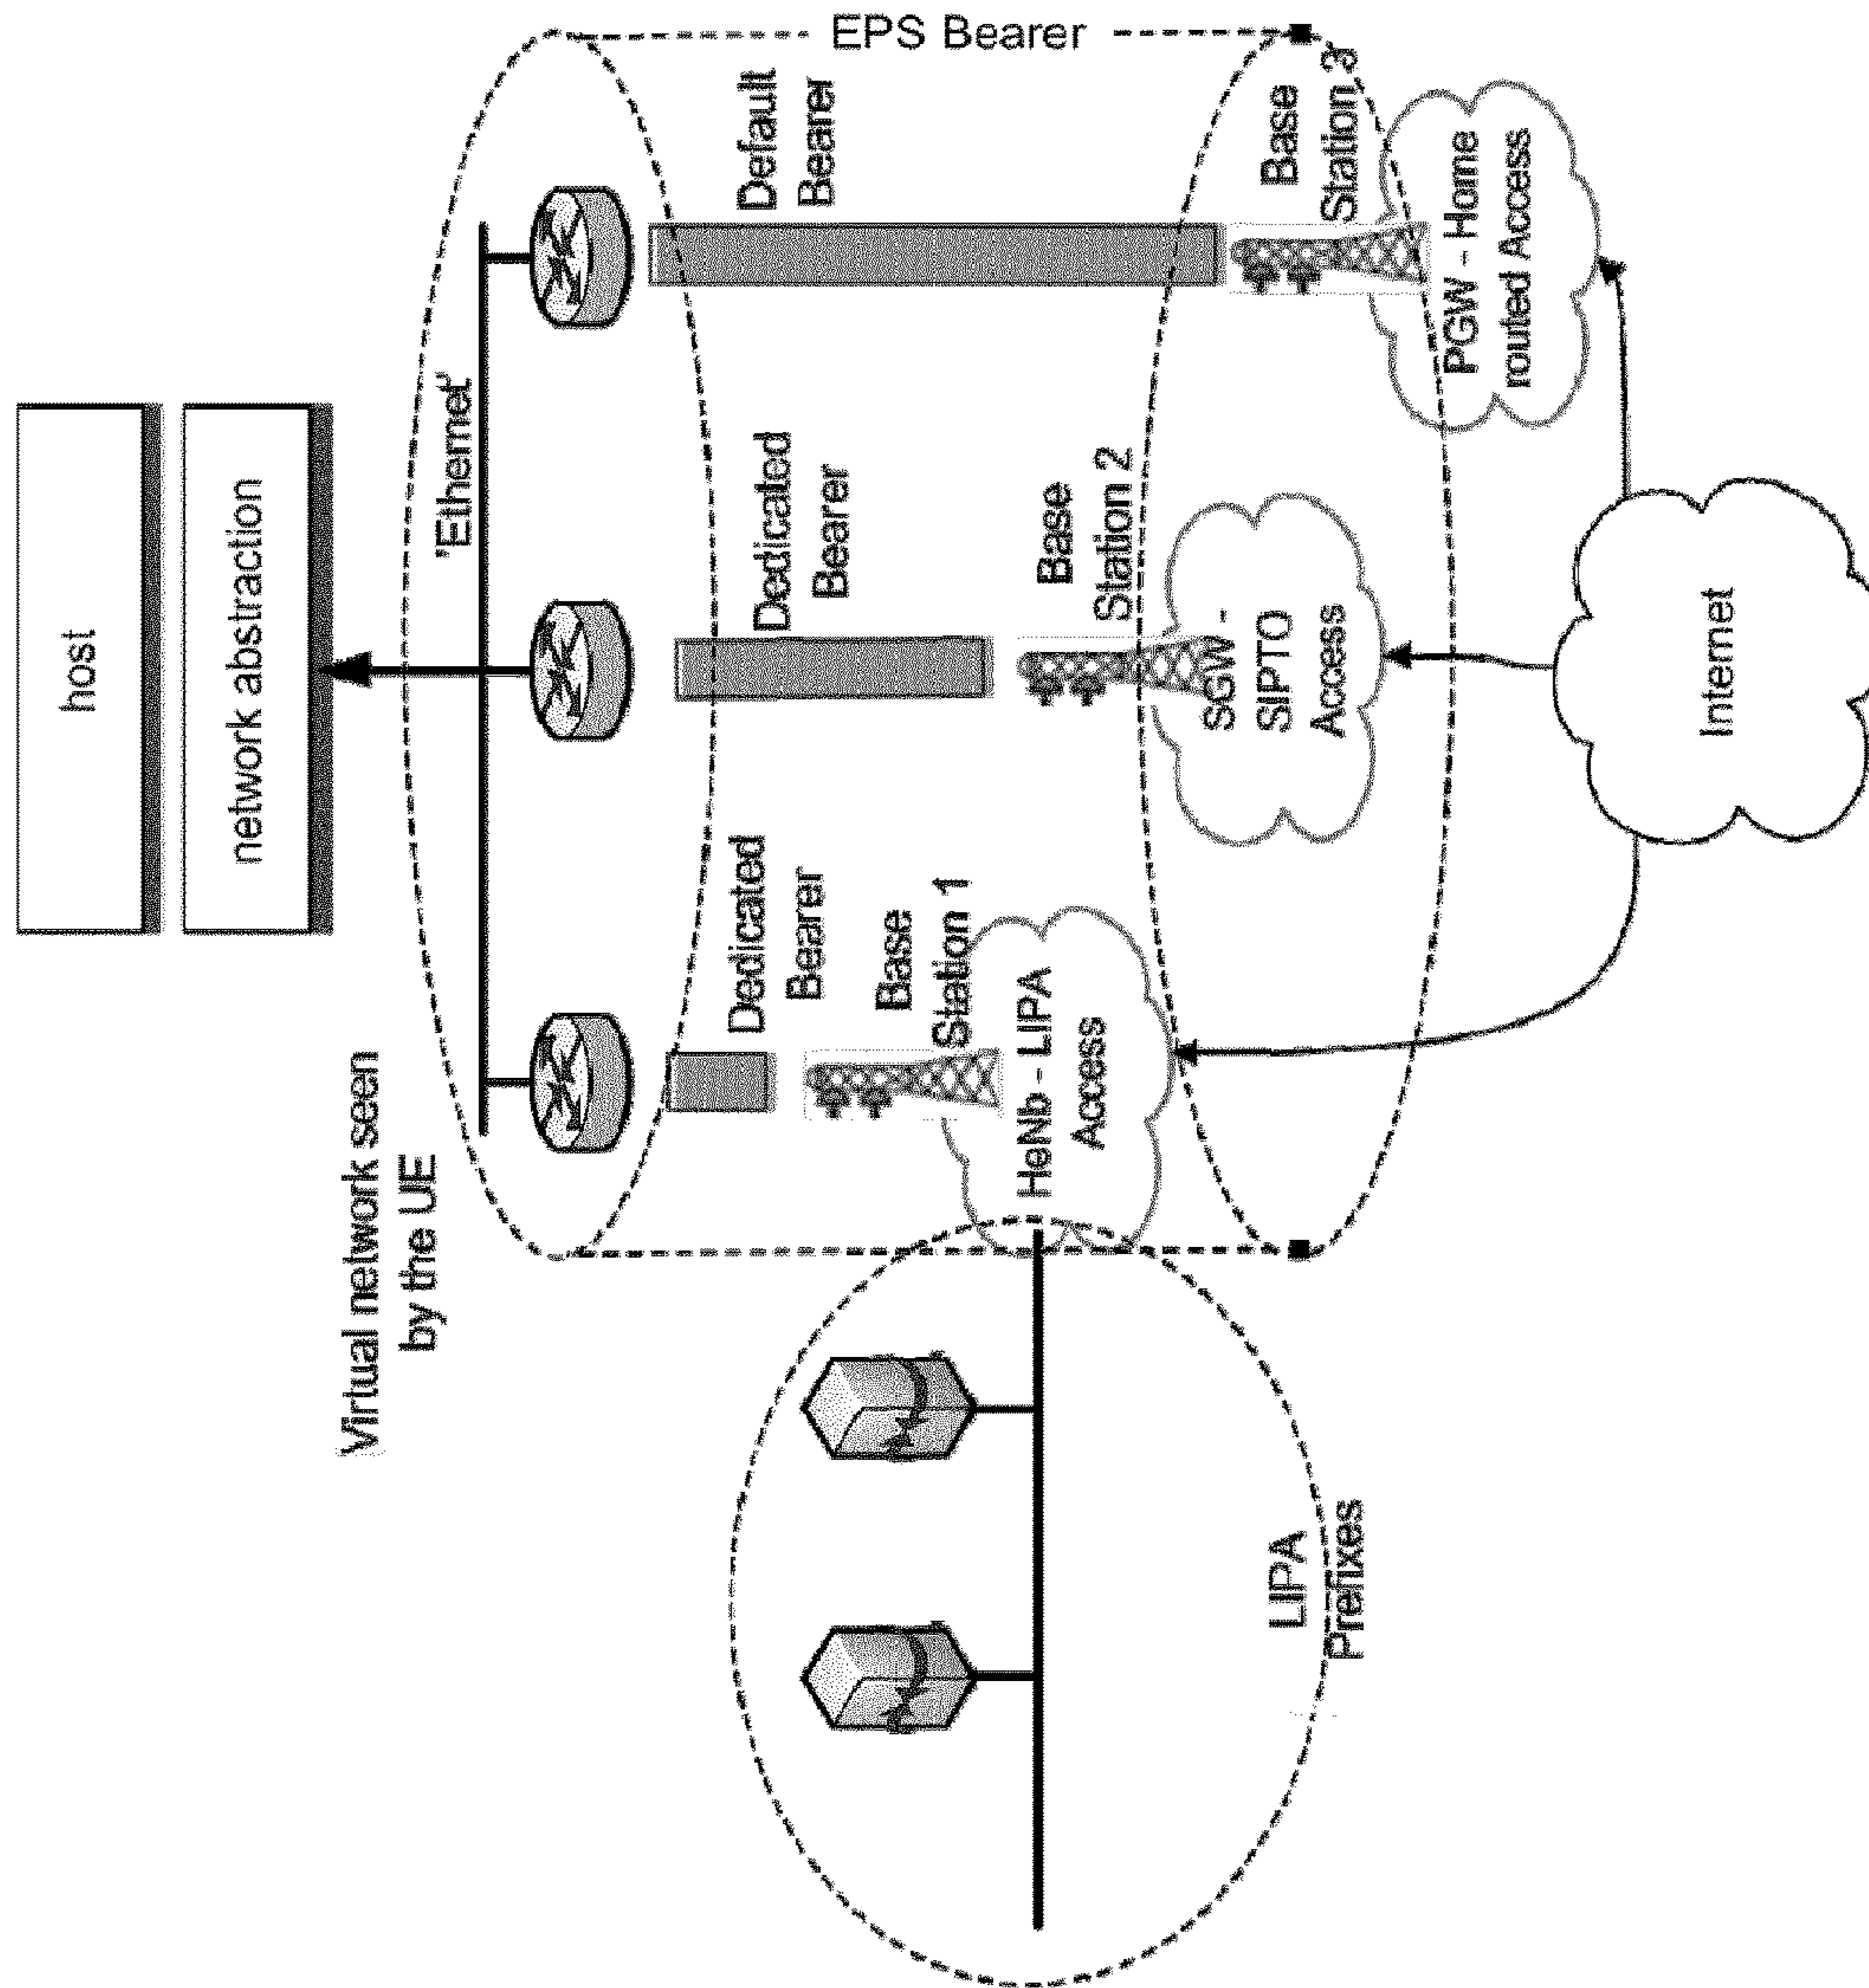 EPS Bearer
host
network abstraction
Virtual network seen
by the UE
'Ethernet'
Dedicated
Bearer
Base
Station 1
HeNb - LIPA
Access
Dedicated
Bearer
Base
Station 2
SGW -
SIPTO
Access
Default
Bearer
Base
Station 3
PGW - Home
routed Access
LIPA
Prefixes
Internet